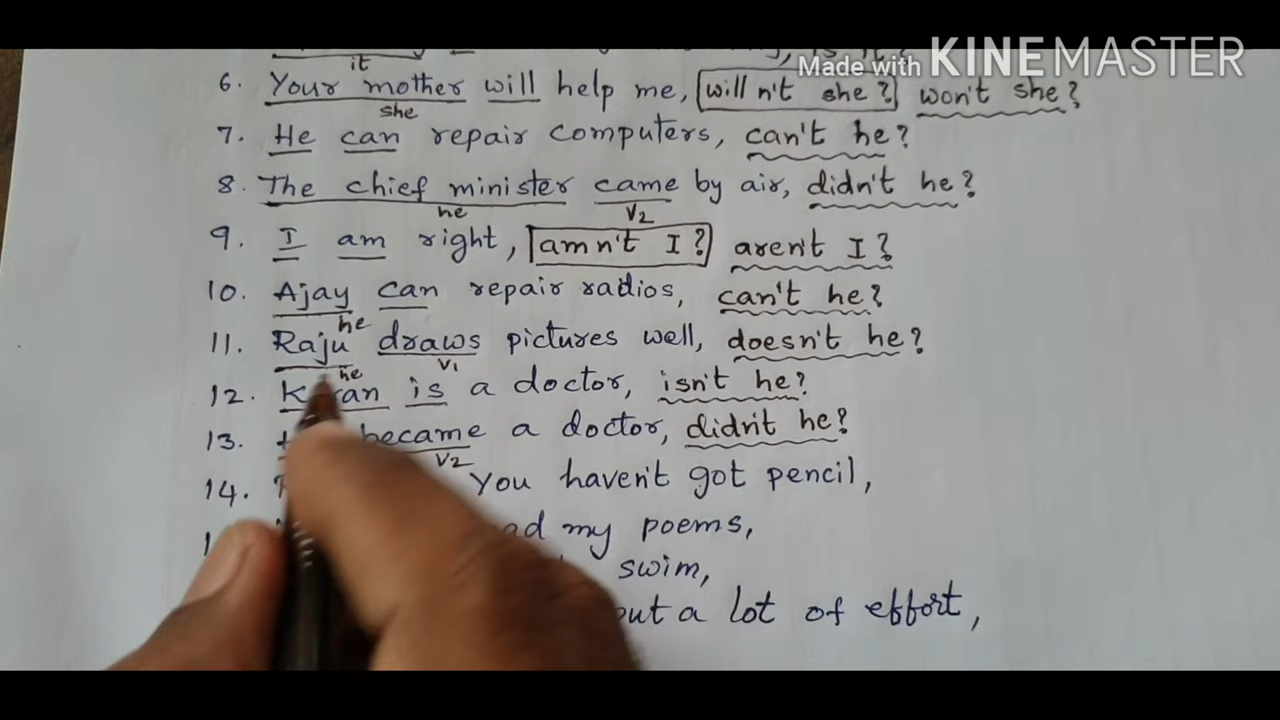 is it?
Made with KINEMASTER
it
6. Your mother will help me, will n't she? won't she?
she
7. He can repair computers, can't he?
8. The chief minister came by air, didn't he?
he V2
9. I am right, amn't I? aren't I?
10. Ajay can repair radios, can't he?
he
11. Raju draws pictures well, doesn't he?
he V1
12. is a doctor, isn't he?
13. became a doctor, didn't he?
V2
14. You haven't got pencil,
my poems,
swim,
a lot of effort,